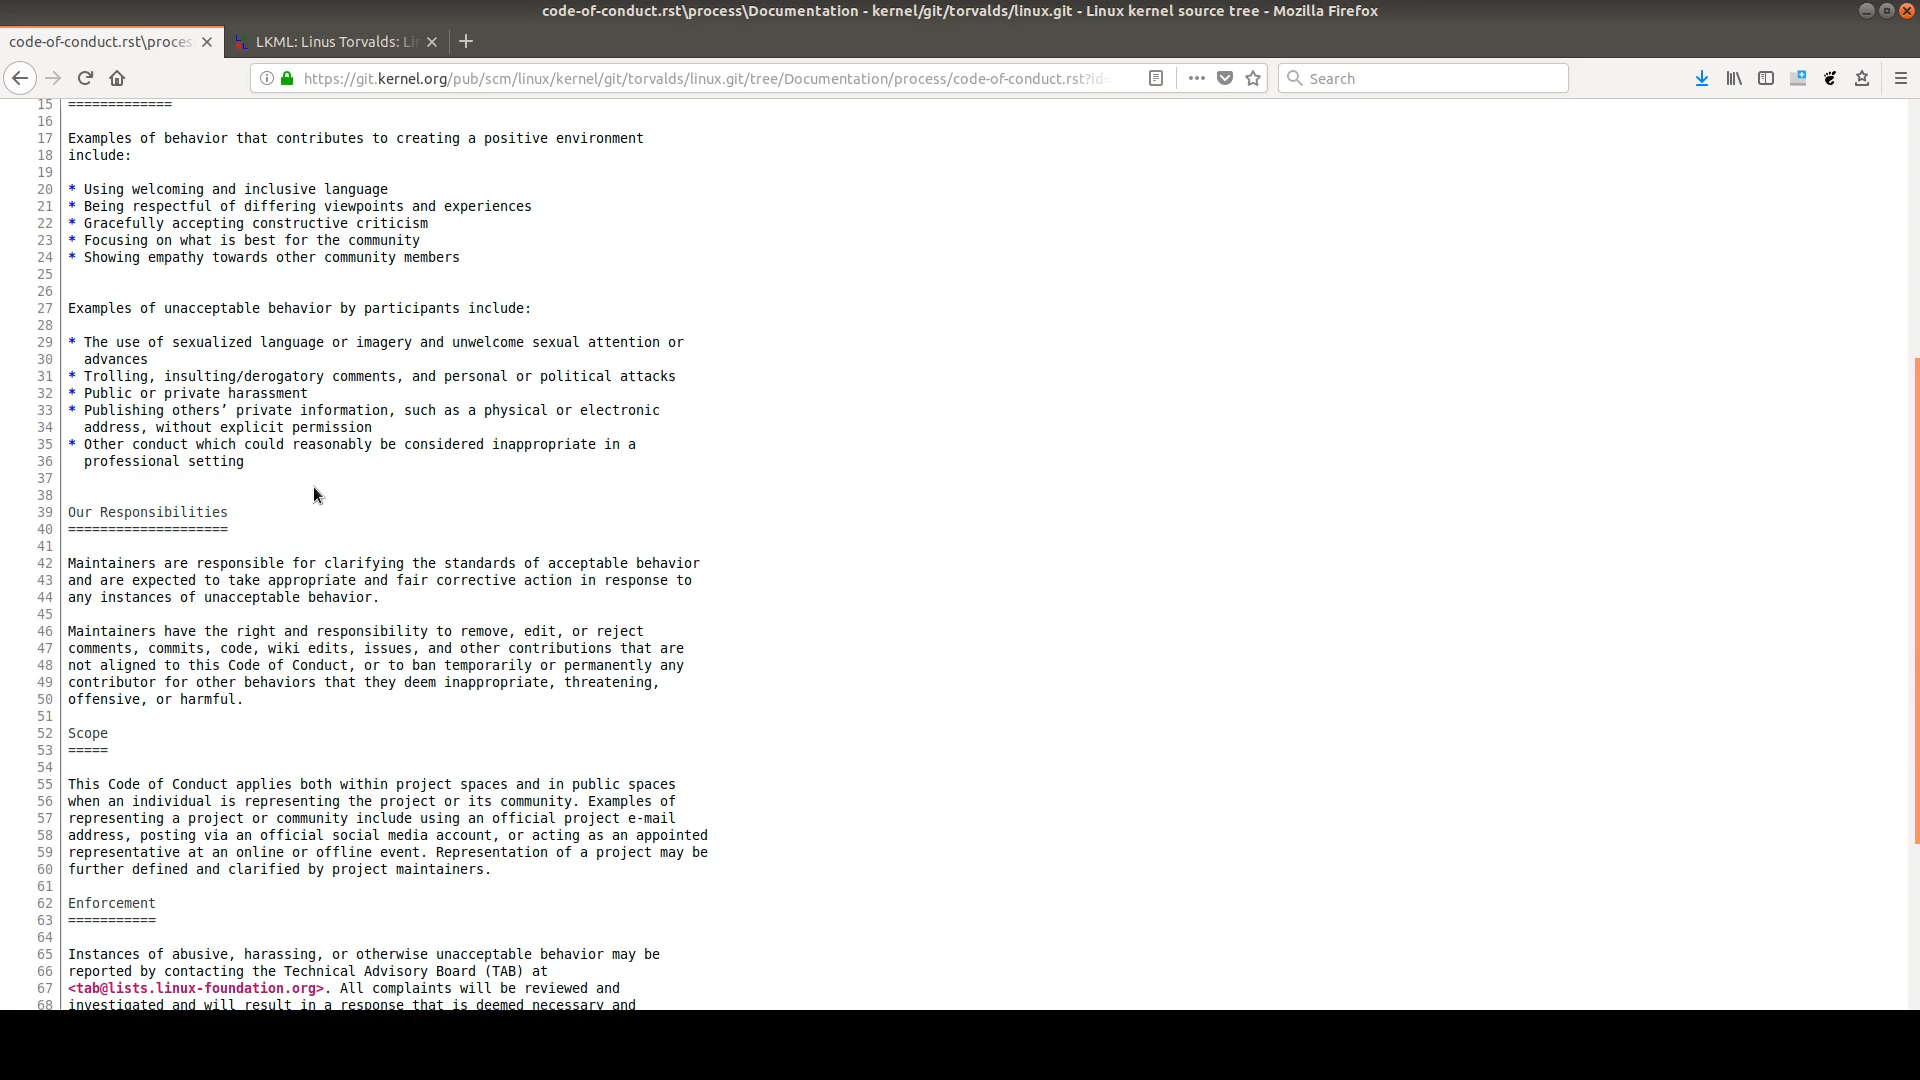 code-of-conduct.rst\process\Documentation - kernel/git/torvalds/linux.git - Linux kernel source tree - Mozilla Firefox
code-of-conduct.rst\proces
LKML: Linus Torvalds: Li
https://git.kernel.org/pub/scm/linux/kernel/git/torvalds/linux.git/tree/Documentation/process/code-of-conduct.rst?id=
Search
15 =============
16
17 Examples of behavior that contributes to creating a positive environment
18 include:
19
20 * Using welcoming and inclusive language
21 * Being respectful of differing viewpoints and experiences
22 * Gracefully accepting constructive criticism
23 * Focusing on what is best for the community
24 * Showing empathy towards other community members
25
26
27 Examples of unacceptable behavior by participants include:
28
29 * The use of sexualized language or imagery and unwelcome sexual attention or
30 advances
31 * Trolling, insulting/derogatory comments, and personal or political attacks
32 * Public or private harassment
33 * Publishing others’ private information, such as a physical or electronic
34 address, without explicit permission
35 * Other conduct which could reasonably be considered inappropriate in a
36 professional setting
37
38
39 Our Responsibilities
40 ====================
41
42 Maintainers are responsible for clarifying the standards of acceptable behavior
43 and are expected to take appropriate and fair corrective action in response to
44 any instances of unacceptable behavior.
45
46 Maintainers have the right and responsibility to remove, edit, or reject
47 comments, commits, code, wiki edits, issues, and other contributions that are
48 not aligned to this Code of Conduct, or to ban temporarily or permanently any
49 contributor for other behaviors that they deem inappropriate, threatening,
50 offensive, or harmful.
51
52 Scope
53 =====
54
55 This Code of Conduct applies both within project spaces and in public spaces
56 when an individual is representing the project or its community. Examples of
57 representing a project or community include using an official project e-mail
58 address, posting via an official social media account, or acting as an appointed
59 representative at an online or offline event. Representation of a project may be
60 further defined and clarified by project maintainers.
61
62 Enforcement
63 ===========
64
65 Instances of abusive, harassing, or otherwise unacceptable behavior may be
66 reported by contacting the Technical Advisory Board (TAB) at
67 <tab@lists.linux-foundation.org>. All complaints will be reviewed and
68 investigated and will result in a response that is deemed necessary and